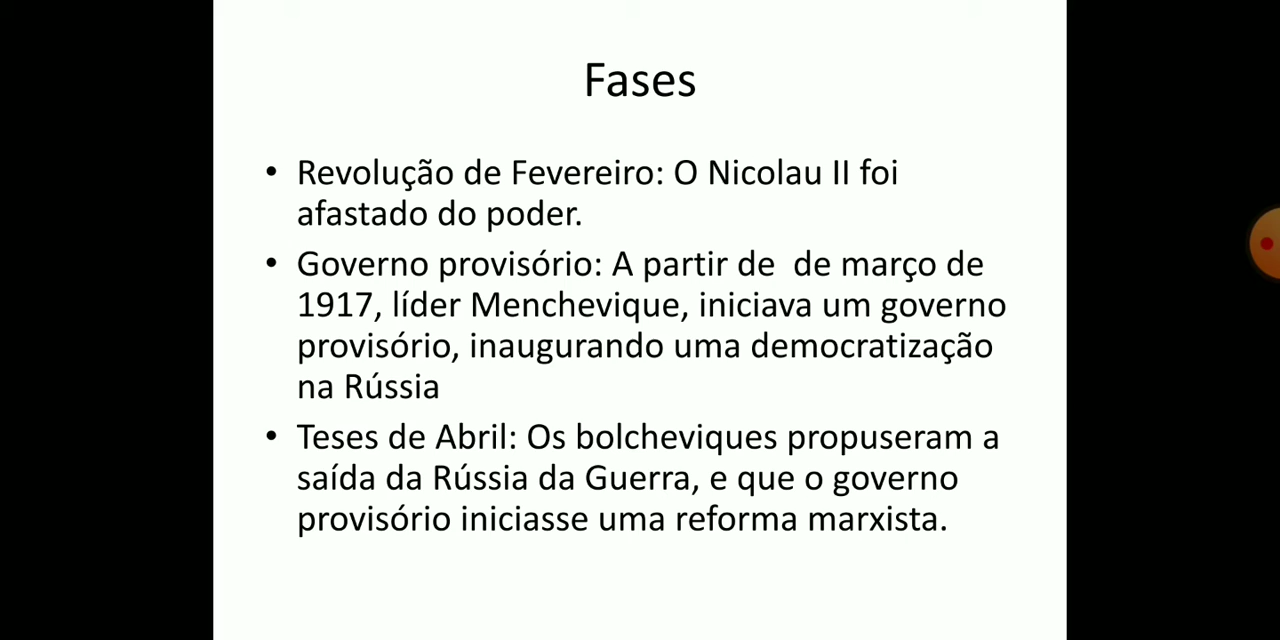 Fases
• Revolução de Fevereiro: O Nicolau II foi
afastado do poder.
• Governo provisório: A partir de  de março de
1917, líder Menchevique, iniciava um governo
provisório, inaugurando uma democratização
na Rússia
• Teses de Abril: Os bolcheviques propuseram a
saída da Rússia da Guerra, e que o governo
provisório iniciasse uma reforma marxista.